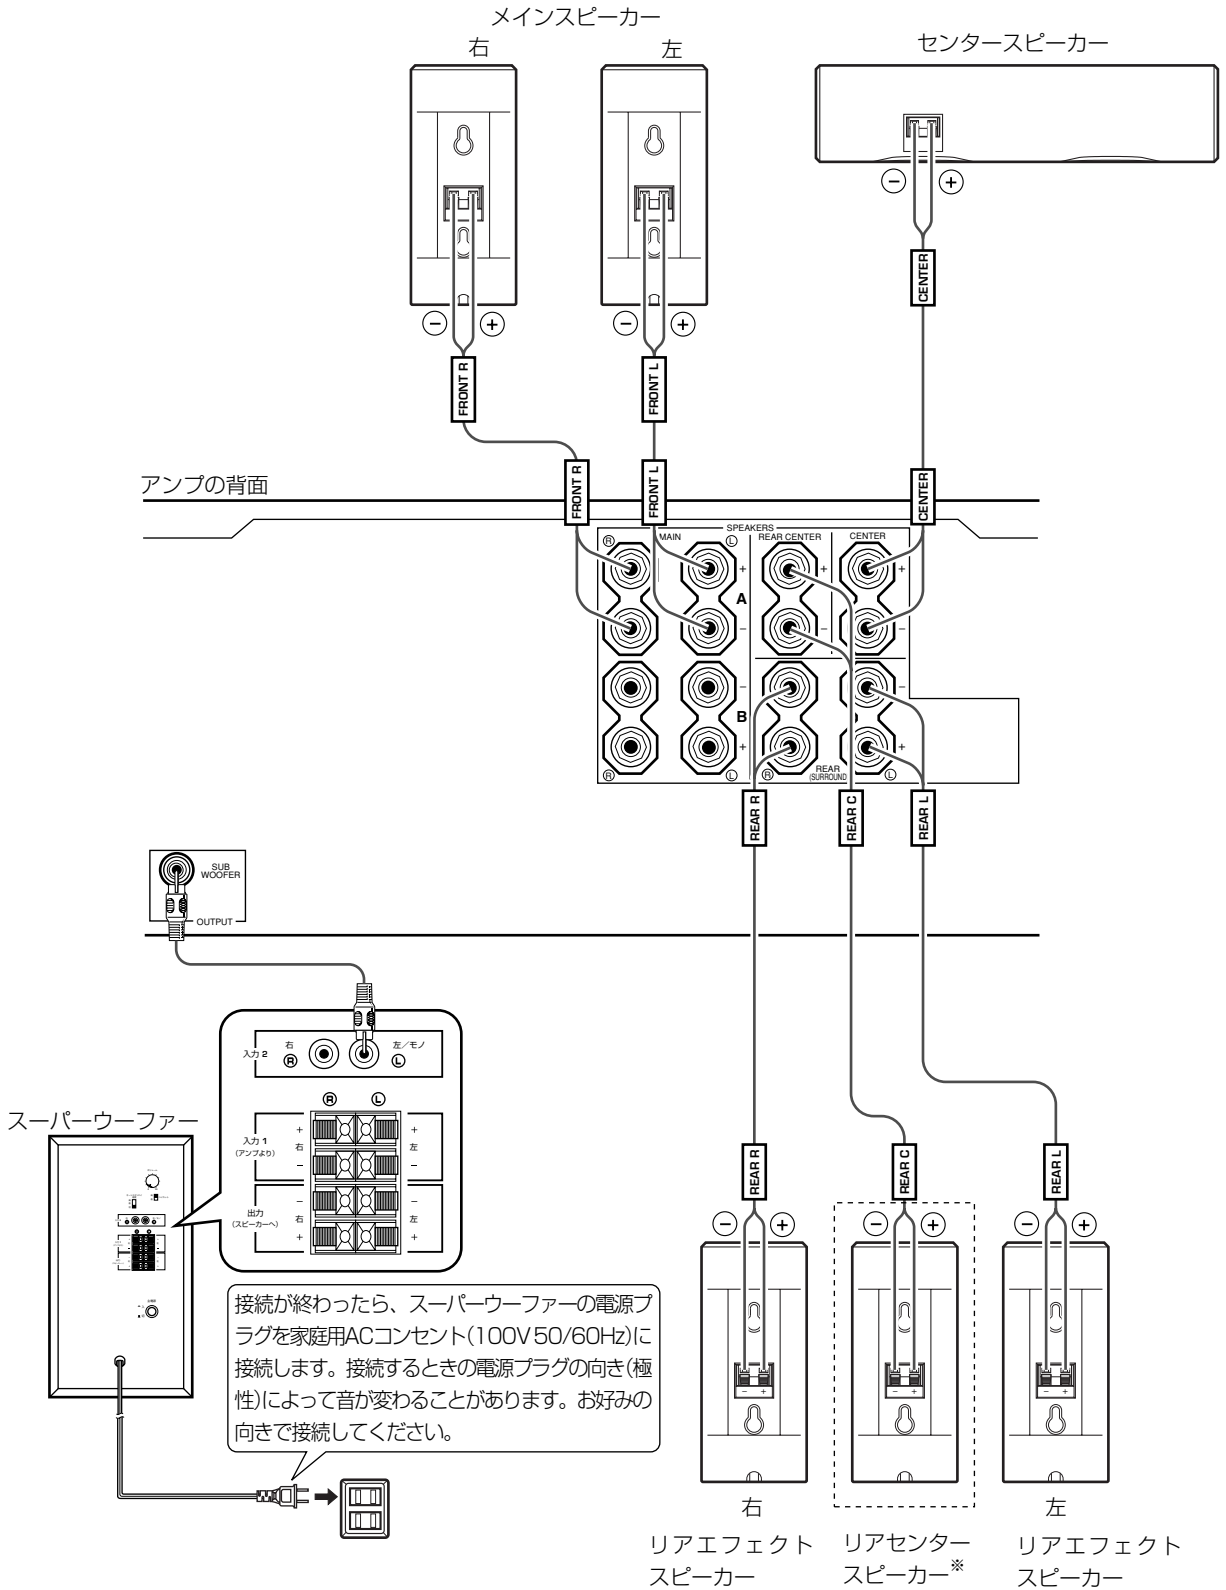 メインスピーカー
右
左
センタースピーカー
− +
CENTER
− +
− +
FRONT R
FRONT L
アンプの背面
FRONT R
FRONT L
CENTER
SPEAKERS
R MAIN L REAR CENTER CENTER
+ + +
A
− − −
− −
B
+ +
R L R REAR (SURROUND L
REAR R
REAR C
REAR L
SUB
WOOFER
OUTPUT
入力 2
右
R
左/モノ
L
R L
スーパーウーファー
入力 1
(アンプより)
+ 右 −
+ 左 −
出力
(スピーカーへ)
− 右 +
− 左 +
REAR R
REAR C
REAR L
− + − + − +
接続が終わったら、スーパーウーファーの電源プ
ラグを家庭用ACコンセント(100V 50/60Hz)に
接続します。接続するときの電源プラグの向き(極
性)によって音が変わることがあります。お好みの
向きで接続してください。
− + − + − +
右
左
リアエフェクト
スピーカー
リアセンター
スピーカー※
リアエフェクト
スピーカー